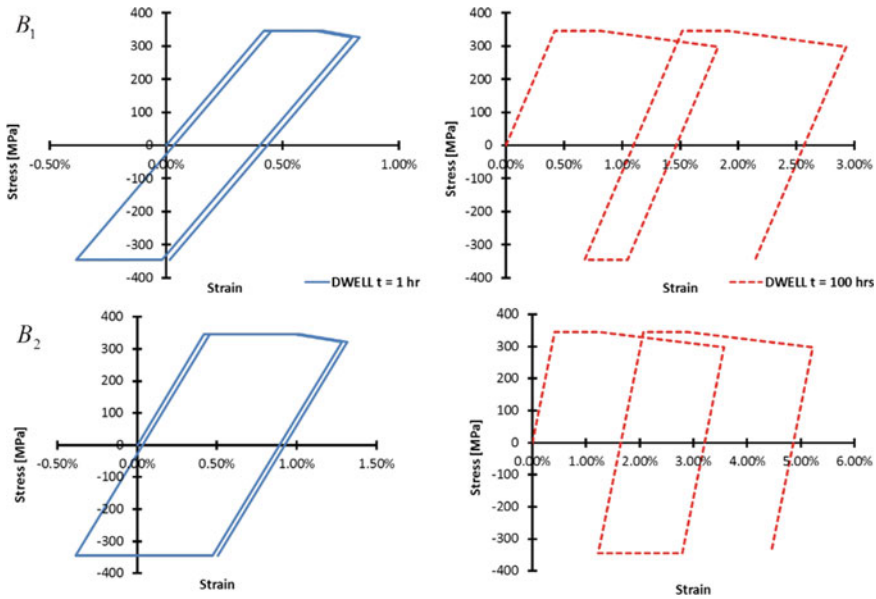 B₁
400
300
200
100
0
-100
-200
-300
-400
-0.50% 0.00% 0.50% 1.00%
Stress [MPa]
Strain
DWELL t = 1 hr
400
300
200
100
0
-100
-200
-300
-400
0.00% 0.50% 1.00% 1.50% 2.00% 2.50% 3.00%
Stress [MPa]
Strain
DWELL t = 100 hrs
B₂
400
300
200
100
0
-100
-200
-300
-400
-0.50% 0.00% 0.50% 1.00% 1.50%
Stress [MPa]
Strain
400
300
200
100
0
-100
-200
-300
-400
0.00% 1.00% 2.00% 3.00% 4.00% 5.00% 6.00%
Stress [MPa]
Strain